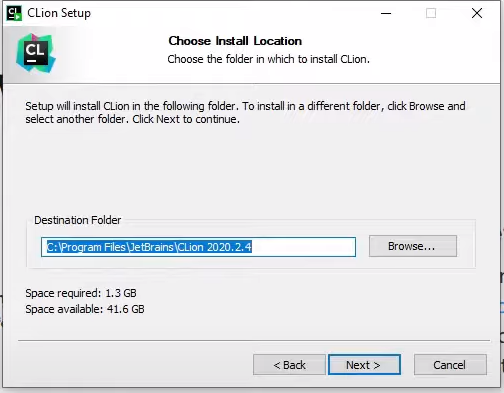 CLion Setup
CL
Choose Install Location
Choose the folder in which to install CLion.
Setup will install CLion in the following folder. To install in a different folder, click Browse and
select another folder. Click Next to continue.
Destination Folder
C:\Program Files\JetBrains\CLion 2020.2.4
Browse...
Space required: 1.3 GB
Space available: 41.6 GB
< Back
Next >
Cancel